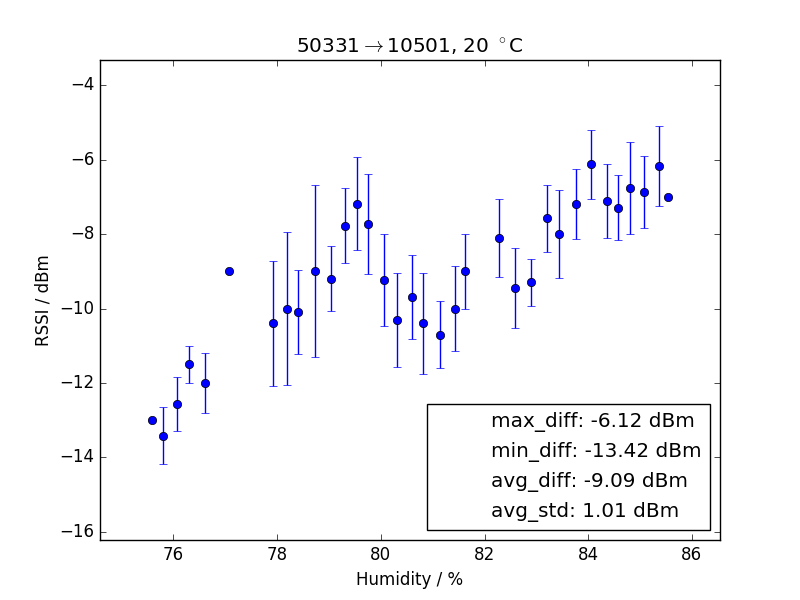 50331→10501, 20 °C
−4
−6
−8
−10
−12
−14
−16
RSSI / dBm
max_diff: -6.12 dBm
min_diff: -13.42 dBm
avg_diff: -9.09 dBm
avg_std: 1.01 dBm
76 78 80 82 84 86
Humidity / %